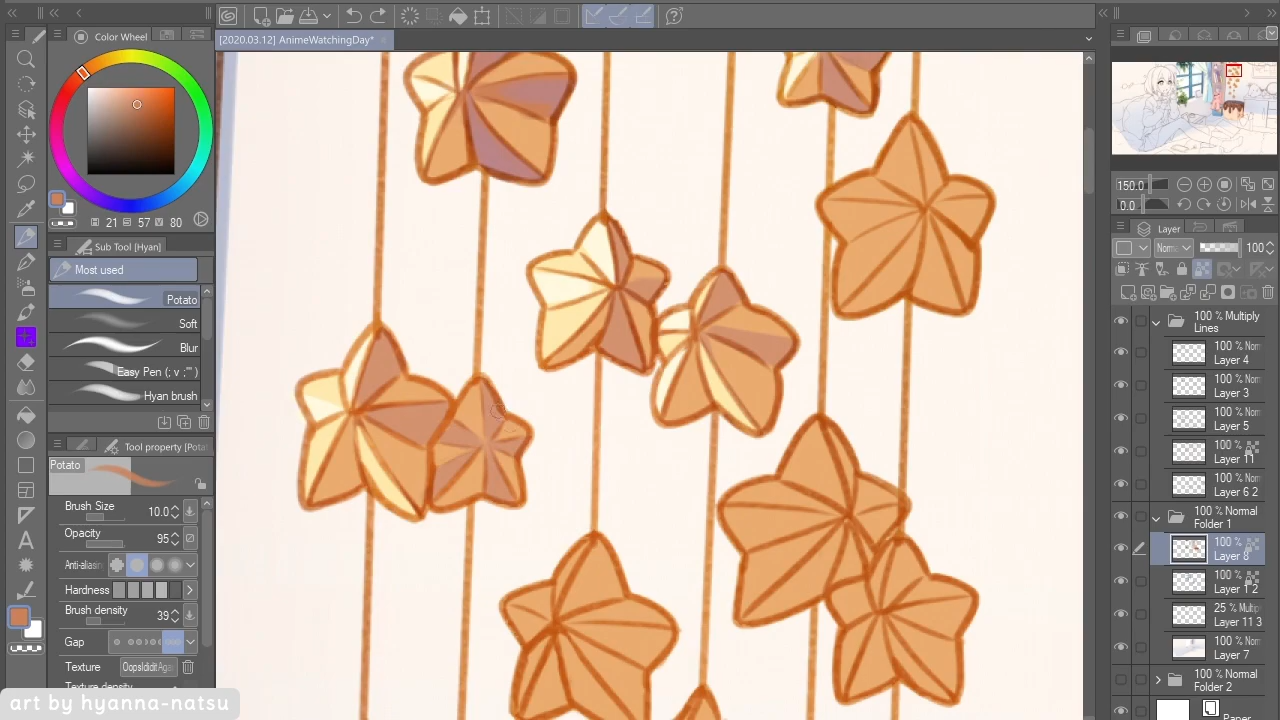 [2020.03.12] AnimeWatchingDay*
Color Wheel
H 21 S 57 V 80
Sub Tool [Hyan]
Most used
Potato
Soft
Blur
Easy Pen (; v ;"")
Hyan brush
Tool property [Pota
Potato
Brush Size 10.0
Opacity 95
Anti-aliasin
Hardness
Brush density 39
Gap
Texture OopsIdidtAga
Texture density
art by hyanna-natsu
150.0
0.0
Layer
Norm 100
100 % Multiply
Lines
100 % Norm
Layer 4
100 % Norm
Layer 3
100 % Norm
Layer 5
100 %
Layer 11
100 %
Layer 6 2
100 % Normal
Folder 1
100 %
Layer 8
100 %
Layer 1 2
25 % Multip
Layer 11 3
100 % Norm
Layer 7
100 % Normal
Folder 2
Paper